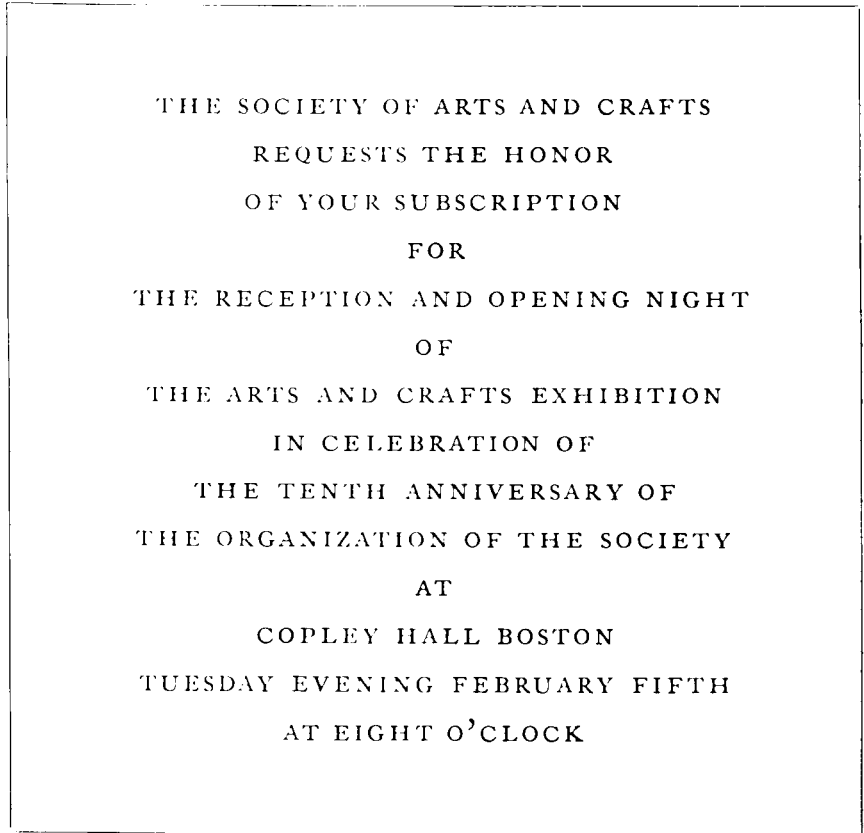 THE SOCIETY OF ARTS AND CRAFTS
REQUESTS THE HONOR
OF YOUR SUBSCRIPTION
FOR
THE RECEPTION AND OPENING NIGHT
OF
THE ARTS AND CRAFTS EXHIBITION
IN CELEBRATION OF
THE TENTH ANNIVERSARY OF
THE ORGANIZATION OF THE SOCIETY
AT
COPLEY HALL BOSTON
TUESDAY EVENING FEBRUARY FIFTH
AT EIGHT O'CLOCK